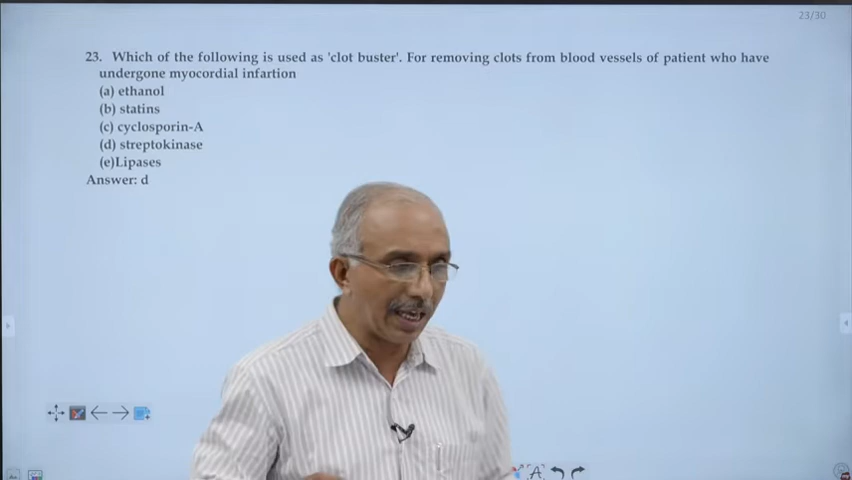 23/30
23. Which of the following is used as 'clot buster'. For removing clots from blood vessels of patient who have
undergone myocordial infartion
(a) ethanol
(b) statins
(c) cyclosporin-A
(d) streptokinase
(e)Lipases
Answer: d
A